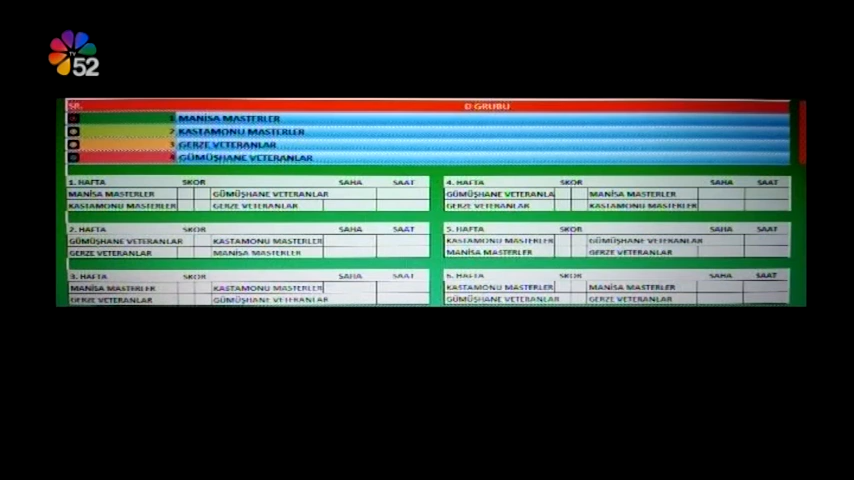 TV
52
SR. D GRUBU
1 MANİSA MASTERLER
2 KASTAMONU MASTERLER
3 GERZE VETERANLAR
4 GÜMÜŞHANE VETERANLAR
1. HAFTA SKOR SAHA SAAT
MANİSA MASTERLER GÜMÜŞHANE VETERANLAR
KASTAMONU MASTERLER GERZE VETERANLAR
2. HAFTA SKOR SAHA SAAT
GÜMÜŞHANE VETERANLAR KASTAMONU MASTERLER
GERZE VETERANLAR MANİSA MASTERLER
3. HAFTA SKOR SAHA SAAT
MANİSA MASTERLER KASTAMONU MASTERLER
GERZE VETERANLAR GÜMÜŞHANE VETERANLAR
4. HAFTA SKOR SAHA SAAT
GÜMÜŞHANE VETERANLA MANİSA MASTERLER
GERZE VETERANLAR KASTAMONU MASTERLER
5. HAFTA SKOR SAHA SAAT
KASTAMONU MASTERLER GÜMÜŞHANE VETERANLAR
MANİSA MASTERLER GERZE VETERANLAR
6. HAFTA SKOR SAHA SAAT
KASTAMONU MASTERLER MANİSA MASTERLER
GÜMÜŞHANE VETERANLAR GERZE VETERANLAR